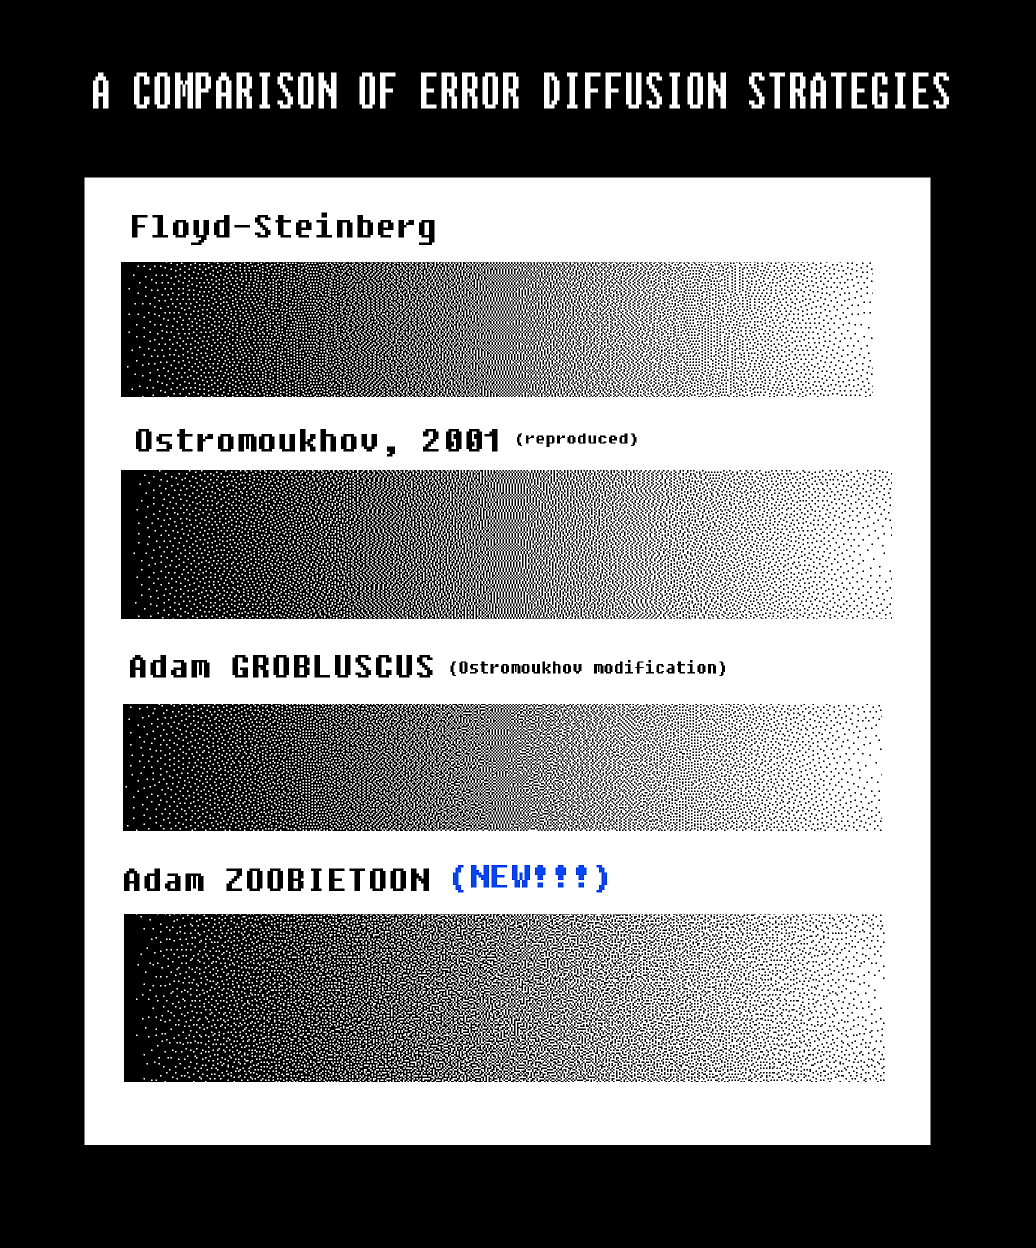 A COMPARISON OF ERROR DIFFUSION STRATEGIES
Floyd-Steinberg
Ostromoukhov, 2001 (reproduced)
Adam GROBLUSCUS (Ostromoukhov modification)
Adam ZOOBIETOON (NEW!!!)